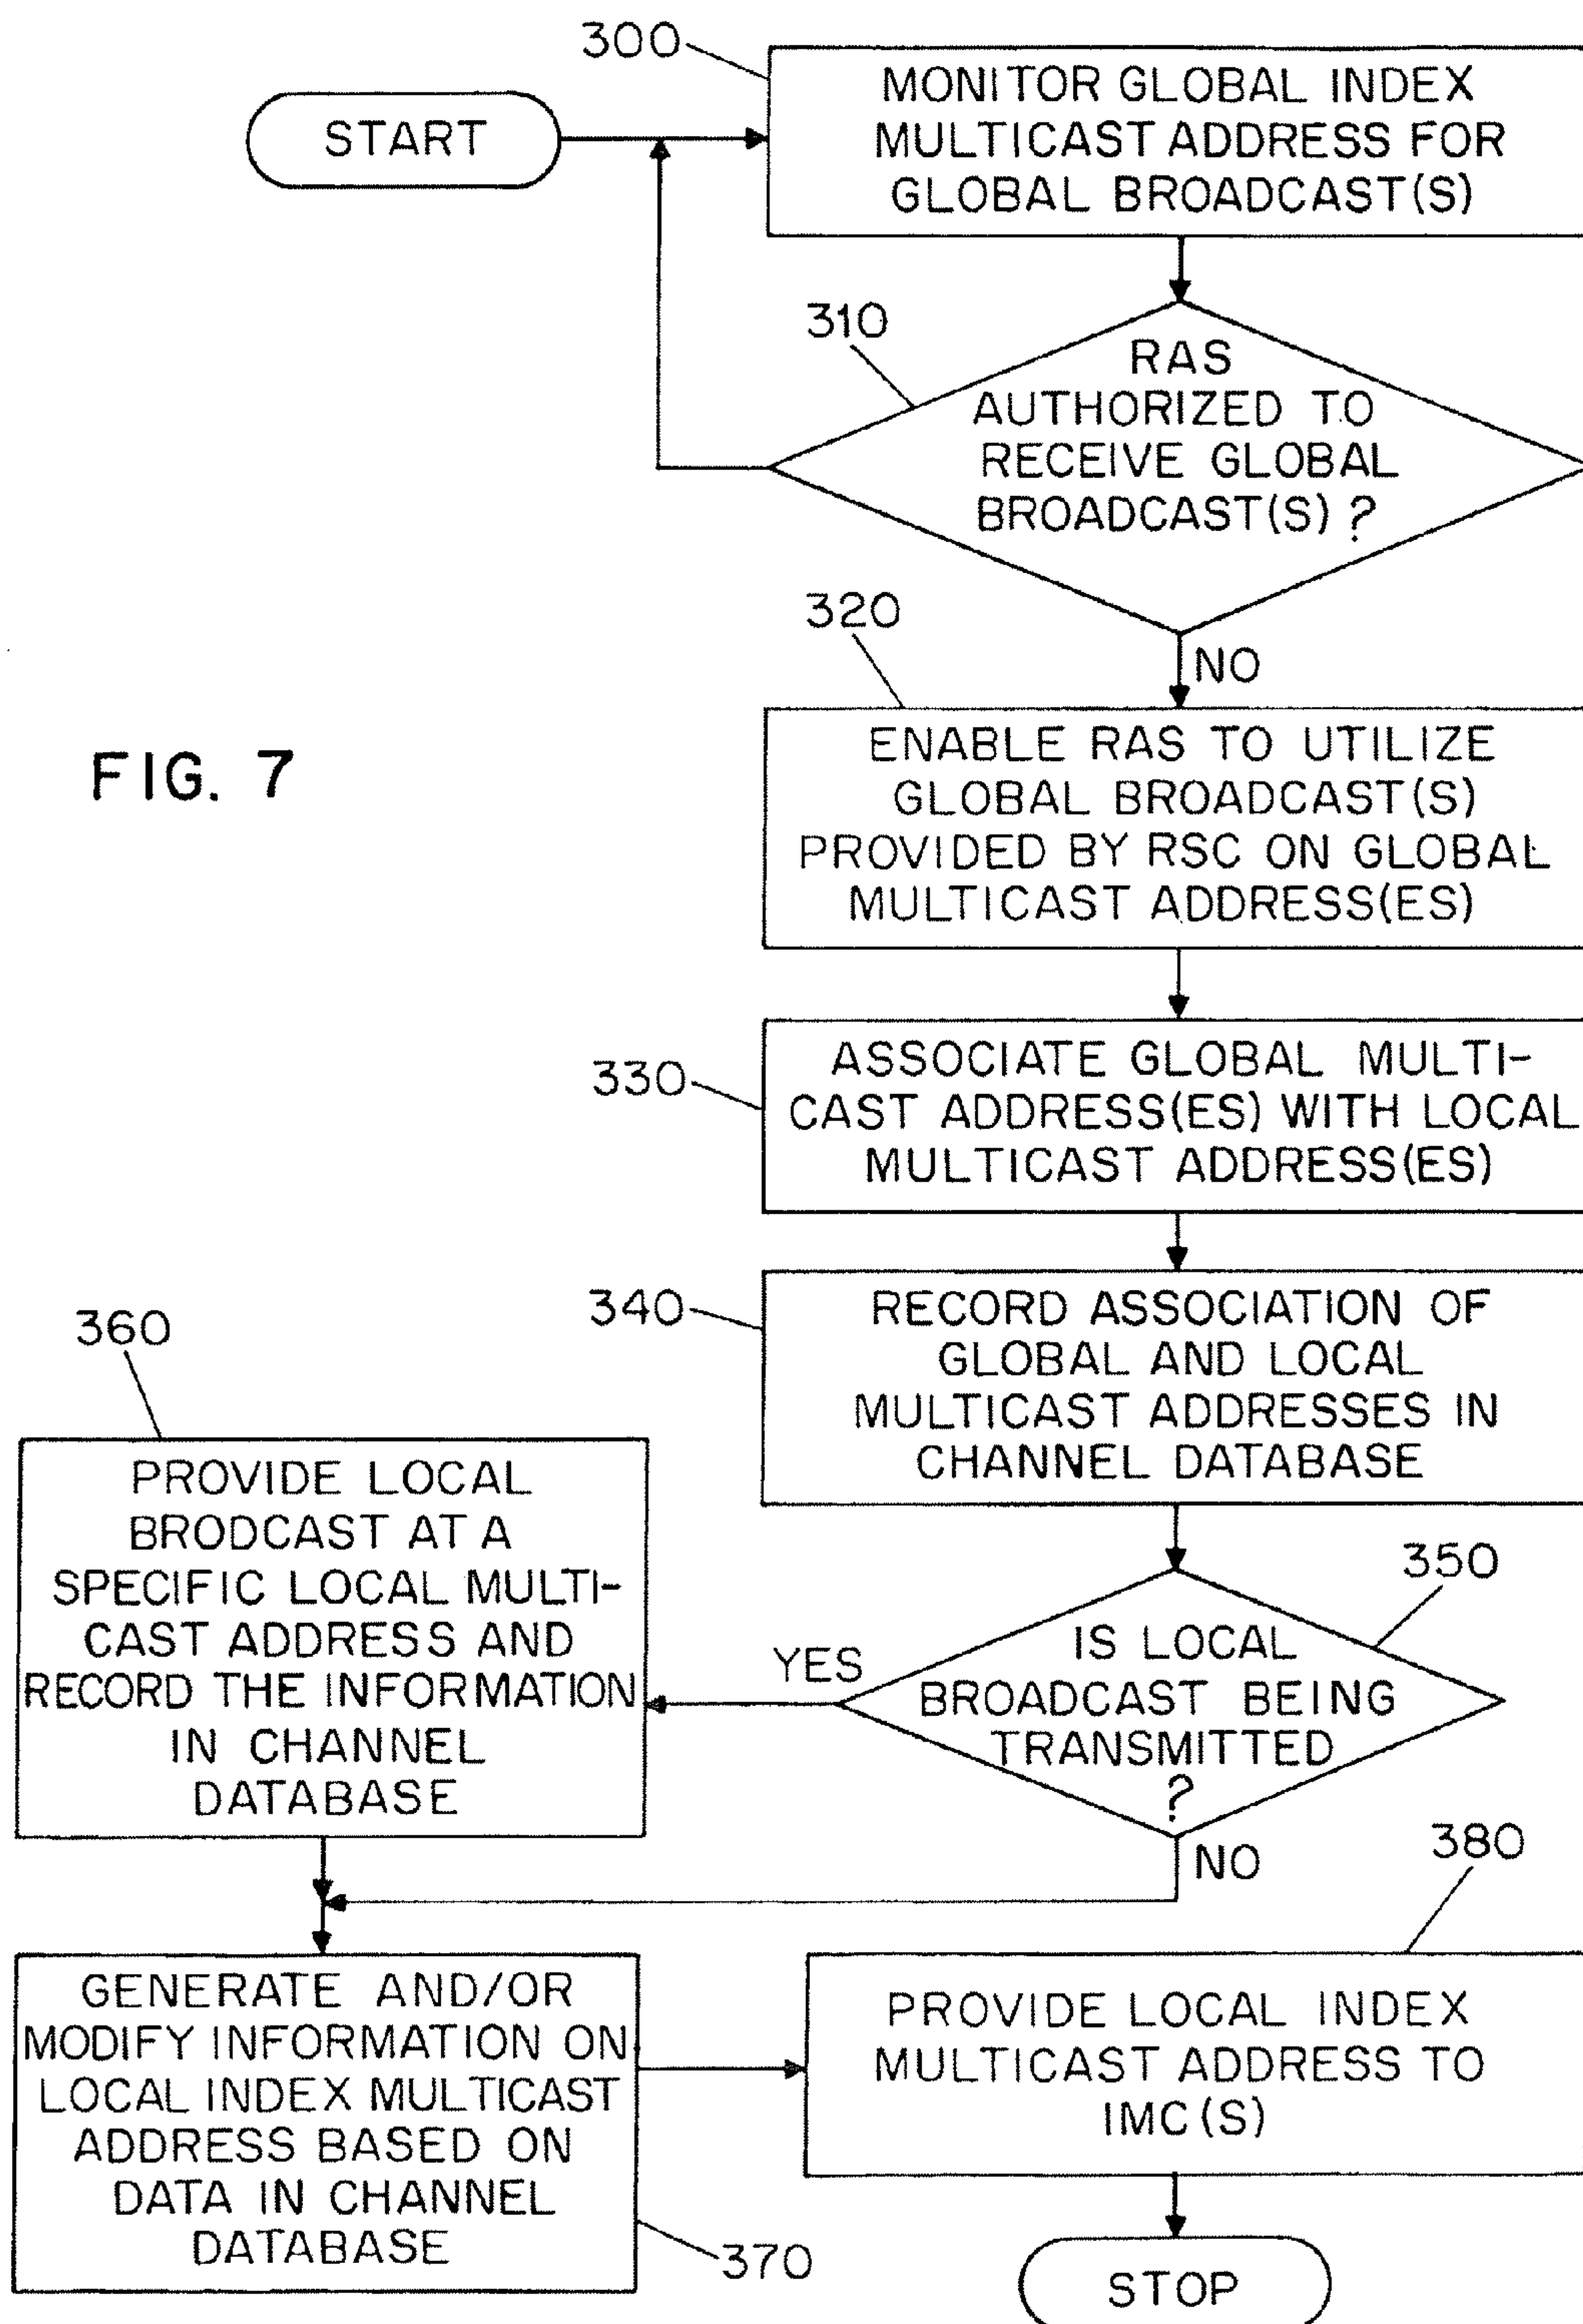 300
MONITOR GLOBAL INDEX
MULTICAST ADDRESS FOR
GLOBAL BROADCAST(S)
START
310
RAS
AUTHORIZED TO
RECEIVE GLOBAL
BROADCAST(S) ?
NO
320
ENABLE RAS TO UTILIZE
GLOBAL BROADCAST(S)
PROVIDED BY RSC ON GLOBAL
MULTICAST ADDRESS(ES)
FIG. 7
330
ASSOCIATE GLOBAL MULTI-
CAST ADDRESS(ES) WITH LOCAL
MULTICAST ADDRESS(ES)
340
RECORD ASSOCIATION OF
GLOBAL AND LOCAL
MULTICAST ADDRESSES IN
CHANNEL DATABASE
350
IS LOCAL
BROADCAST BEING
TRANSMITTED
?
YES
NO
360
PROVIDE LOCAL
BRODCAST AT A
SPECIFIC LOCAL MULTI-
CAST ADDRESS AND
RECORD THE INFORMATION
IN CHANNEL
DATABASE
GENERATE AND/OR
MODIFY INFORMATION ON
LOCAL INDEX MULTICAST
ADDRESS BASED ON
DATA IN CHANNEL
DATABASE
370
380
PROVIDE LOCAL INDEX
MULTICAST ADDRESS TO
IMC(S)
STOP